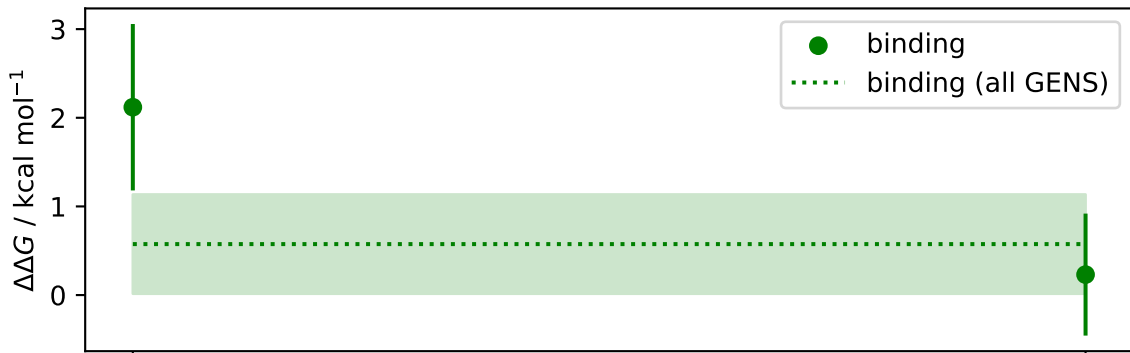 3
2
1
0
ΔΔG / kcal mol⁻¹
binding
binding (all GENS)